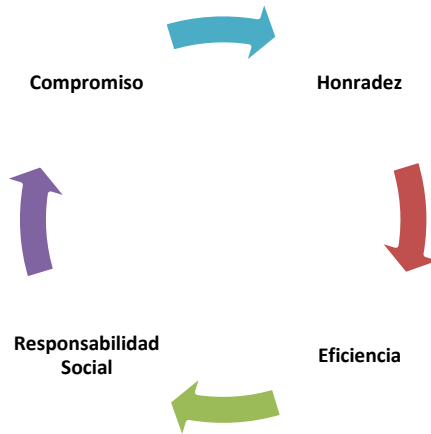 Compromiso
Honradez
Responsabilidad
Social
Eficiencia